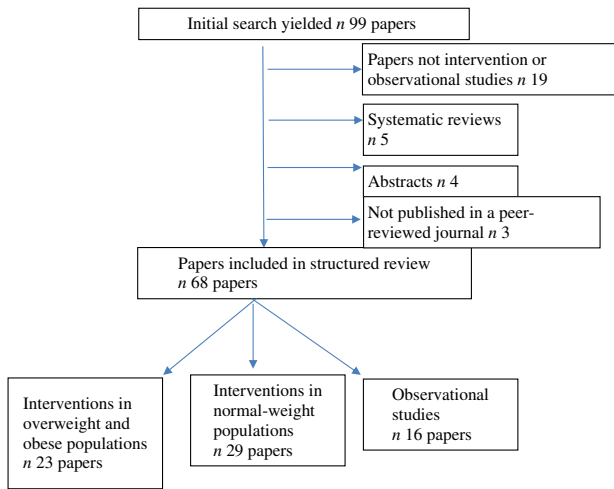 Initial search yielded n 99 papers
Papers not intervention or
observational studies n 19
Systematic reviews
n 5
Abstracts n 4
Not published in a peer-
reviewed journal n 3
Papers included in structured review
n 68 papers
Interventions in
overweight and
obese populations
n 23 papers
Interventions in
normal-weight
populations
n 29 papers
Observational
studies
n 16 papers